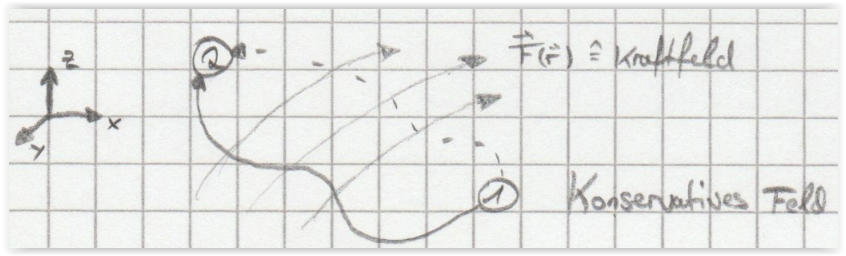 z
x
y
2
1
F⃗(r⃗) ≙ Kraftfeld
Konservatives Feld